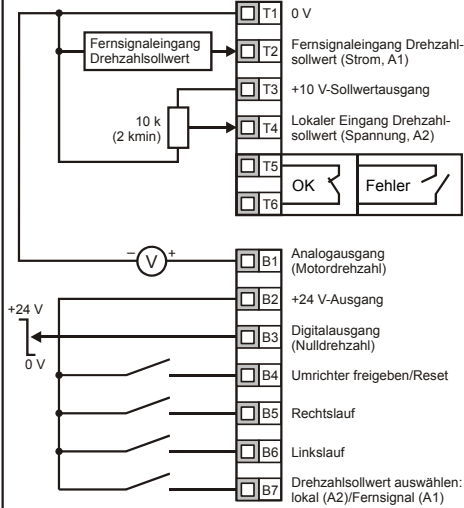 T1
0 V
Fernsignaleingang
Drehzahlsollwert
T2
Fernsignaleingang Drehzahl-
sollwert (Strom, A1)
T3
+10 V-Sollwertausgang
10 k
(2 kmin)
T4
Lokaler Eingang Drehzahl-
sollwert (Spannung, A2)
T5
OK
Fehler
T6
– V +
B1
Analogausgang
(Motordrehzahl)
B2
+24 V-Ausgang
+24 V
0 V
B3
Digitalausgang
(Nulldrehzahl)
B4
Umrichter freigeben/Reset
B5
Rechtslauf
B6
Linkslauf
B7
Drehzahlsollwert auswählen:
lokal (A2)/Fernsignal (A1)